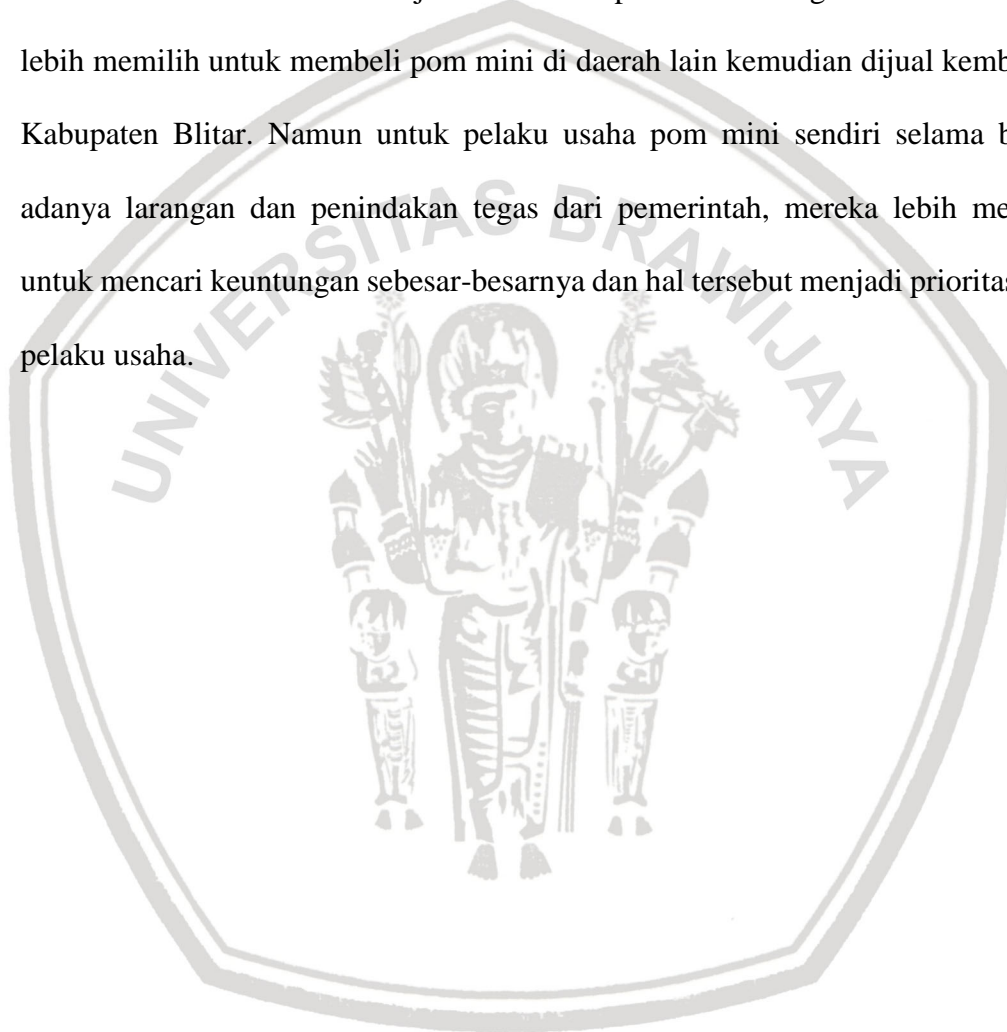 lebih memilih untuk membeli pom mini di daerah lain kemudian dijual
Kabupaten Blitar. Namun untuk pelaku usaha pom mini sendiri selama
adanya larangan dan penindakan tegas dari pemerintah, mereka lebih
untuk mencari keuntungan sebesar-besarnya dan hal tersebut menjadi prioritas
pelaku usaha.
UNIVERSITAS BRAWIJAYA